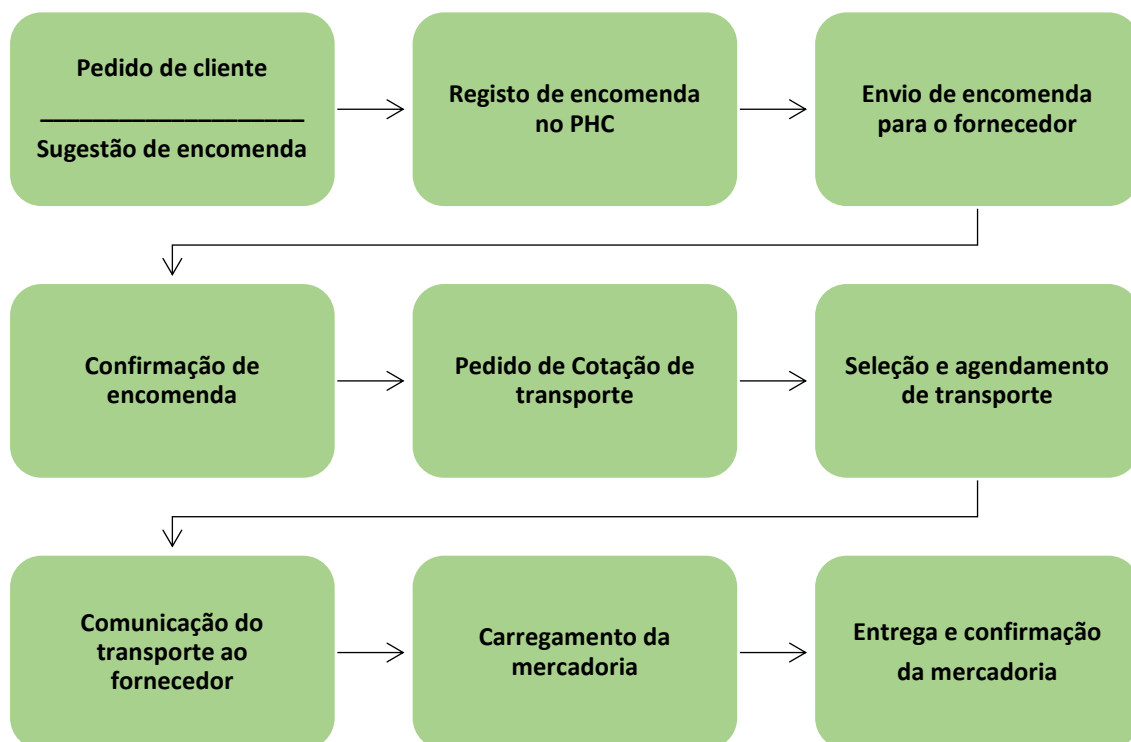 Pedido de cliente
______________________
Sugestão de encomenda
Registo de encomenda
no PHC
Envio de encomenda
para o fornecedor
Confirmação de
encomenda
Pedido de Cotação de
transporte
Seleção e agendamento
de transporte
Comunicação do
transporte ao
fornecedor
Carregamento da
mercadoria
Entrega e confirmação
da mercadoria